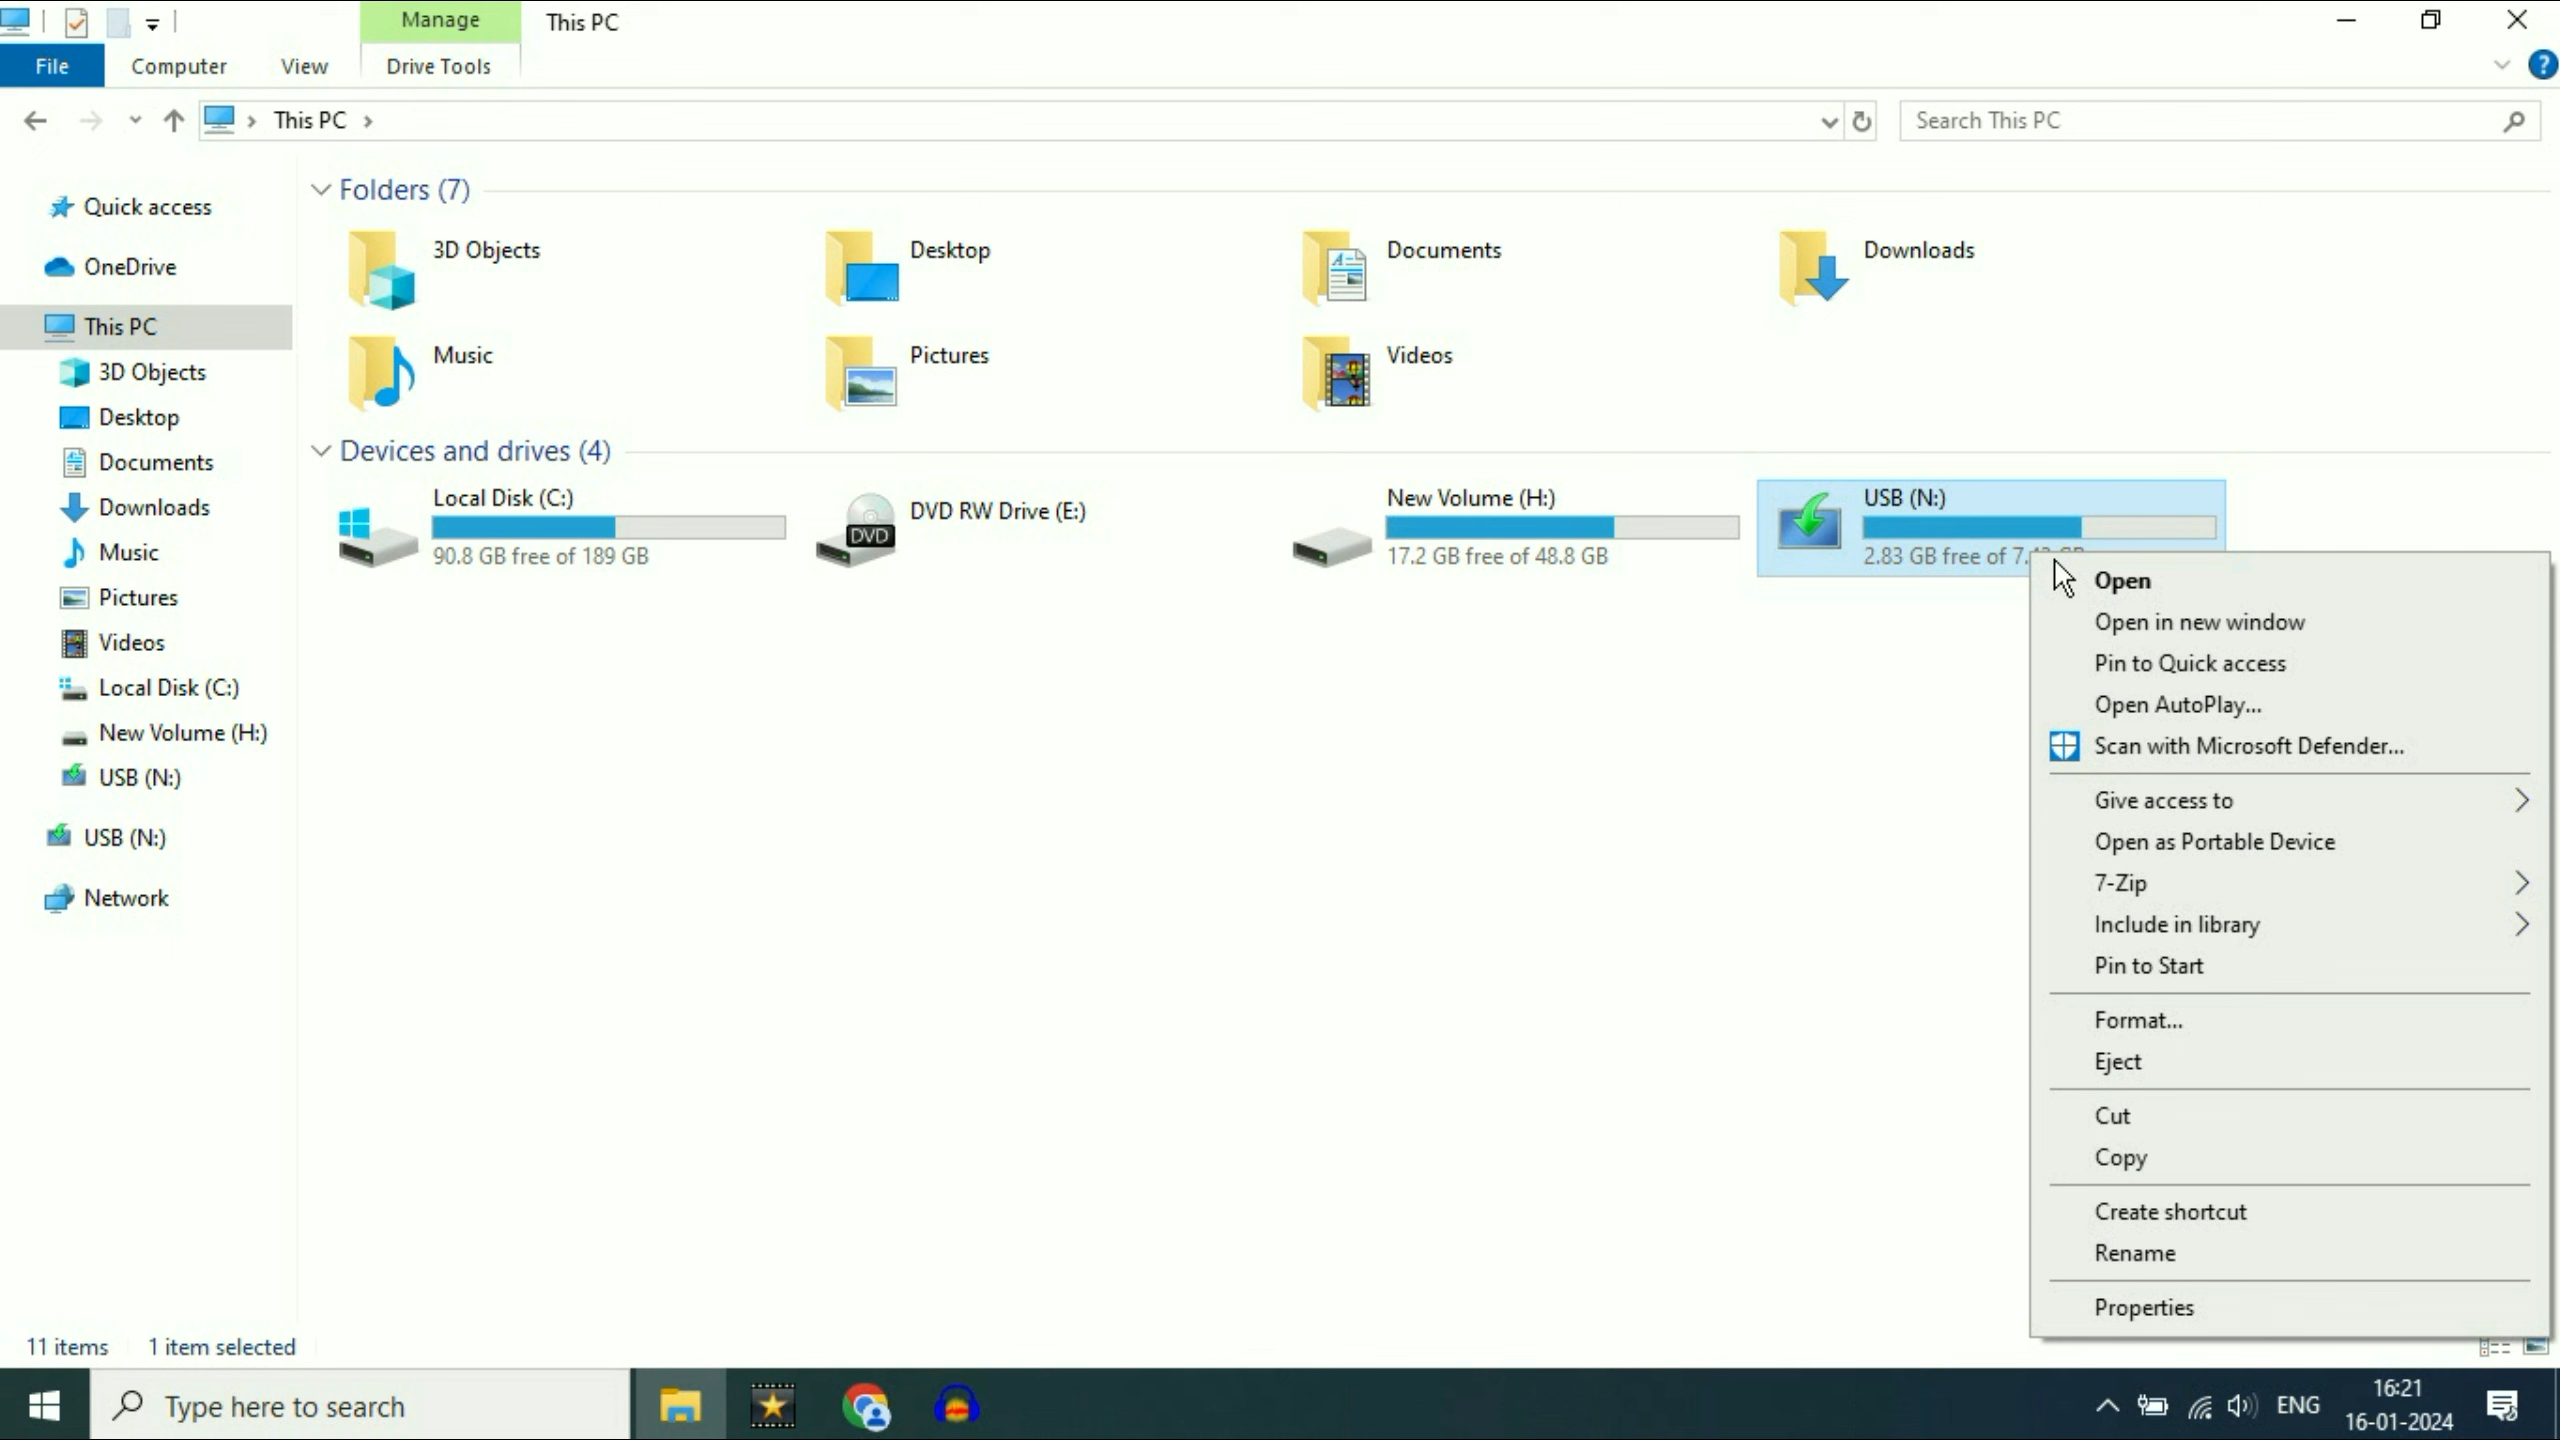 Manage
This PC
File
Computer
View
Drive Tools
?
This PC
Search This PC
Quick access
OneDrive
This PC
3D Objects
Desktop
Documents
Downloads
Music
Pictures
Videos
Local Disk (C:)
New Volume (H:)
USB (N:)
USB (N:)
Network
Folders (7)
3D Objects
Desktop
Documents
Downloads
Music
Pictures
Videos
Devices and drives (4)
Local Disk (C:)
90.8 GB free of 189 GB
DVD RW Drive (E:)
DVD
New Volume (H:)
17.2 GB free of 48.8 GB
USB (N:)
2.83 GB free of
Open
Open in new window
Pin to Quick access
Open AutoPlay...
Scan with Microsoft Defender...
Give access to
Open as Portable Device
7-Zip
Include in library
Pin to Start
Format...
Eject
Cut
Copy
Create shortcut
Rename
Properties
11 items
1 item selected
Type here to search
ENG
16:21
16-01-2024